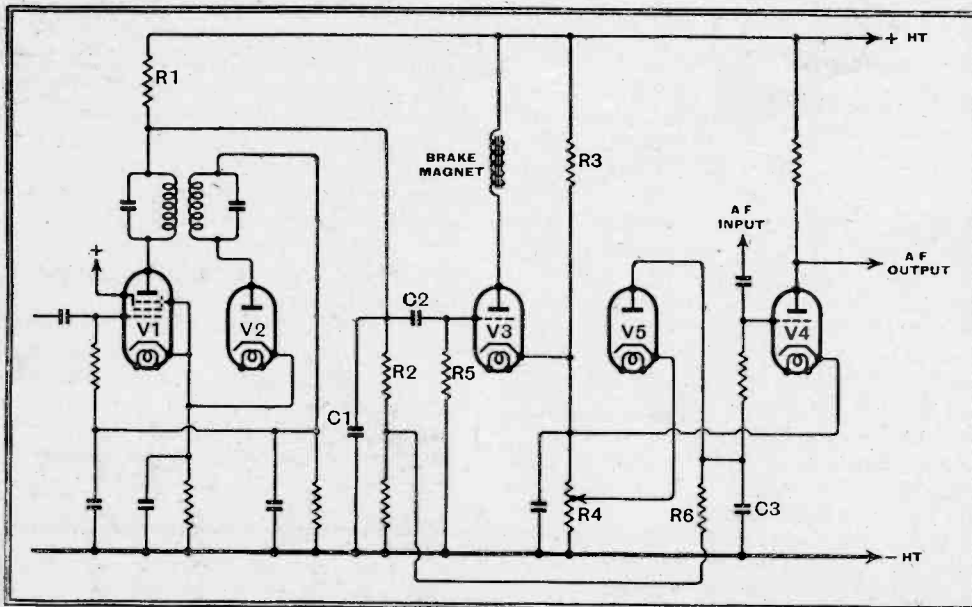 + HT
R1
BRAKE
MAGNET
R3
A F
INPUT
+
A F
OUTPUT
V1
V2
C2
V3
V5
V4
R2
R5
C1
R4
R6
C3
- HT